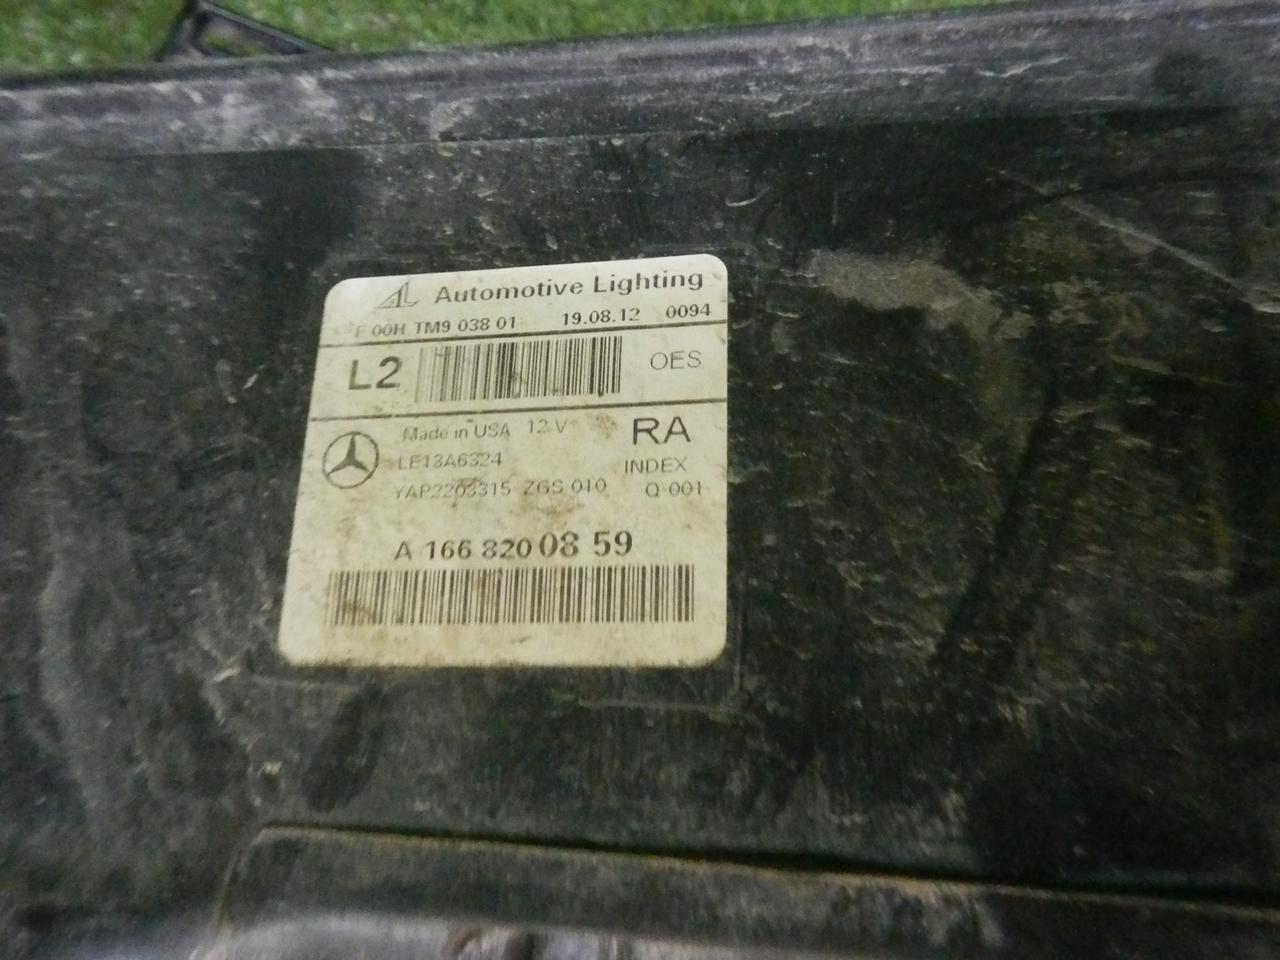 AL Automotive Lighting
F 00H TM9 038 01 19.08.12 0094
L2 OES
Made in USA 12 V RA
LE13A6324 INDEX
YAP2203315 ZGS 010 Q-001
A 166 820 08 59